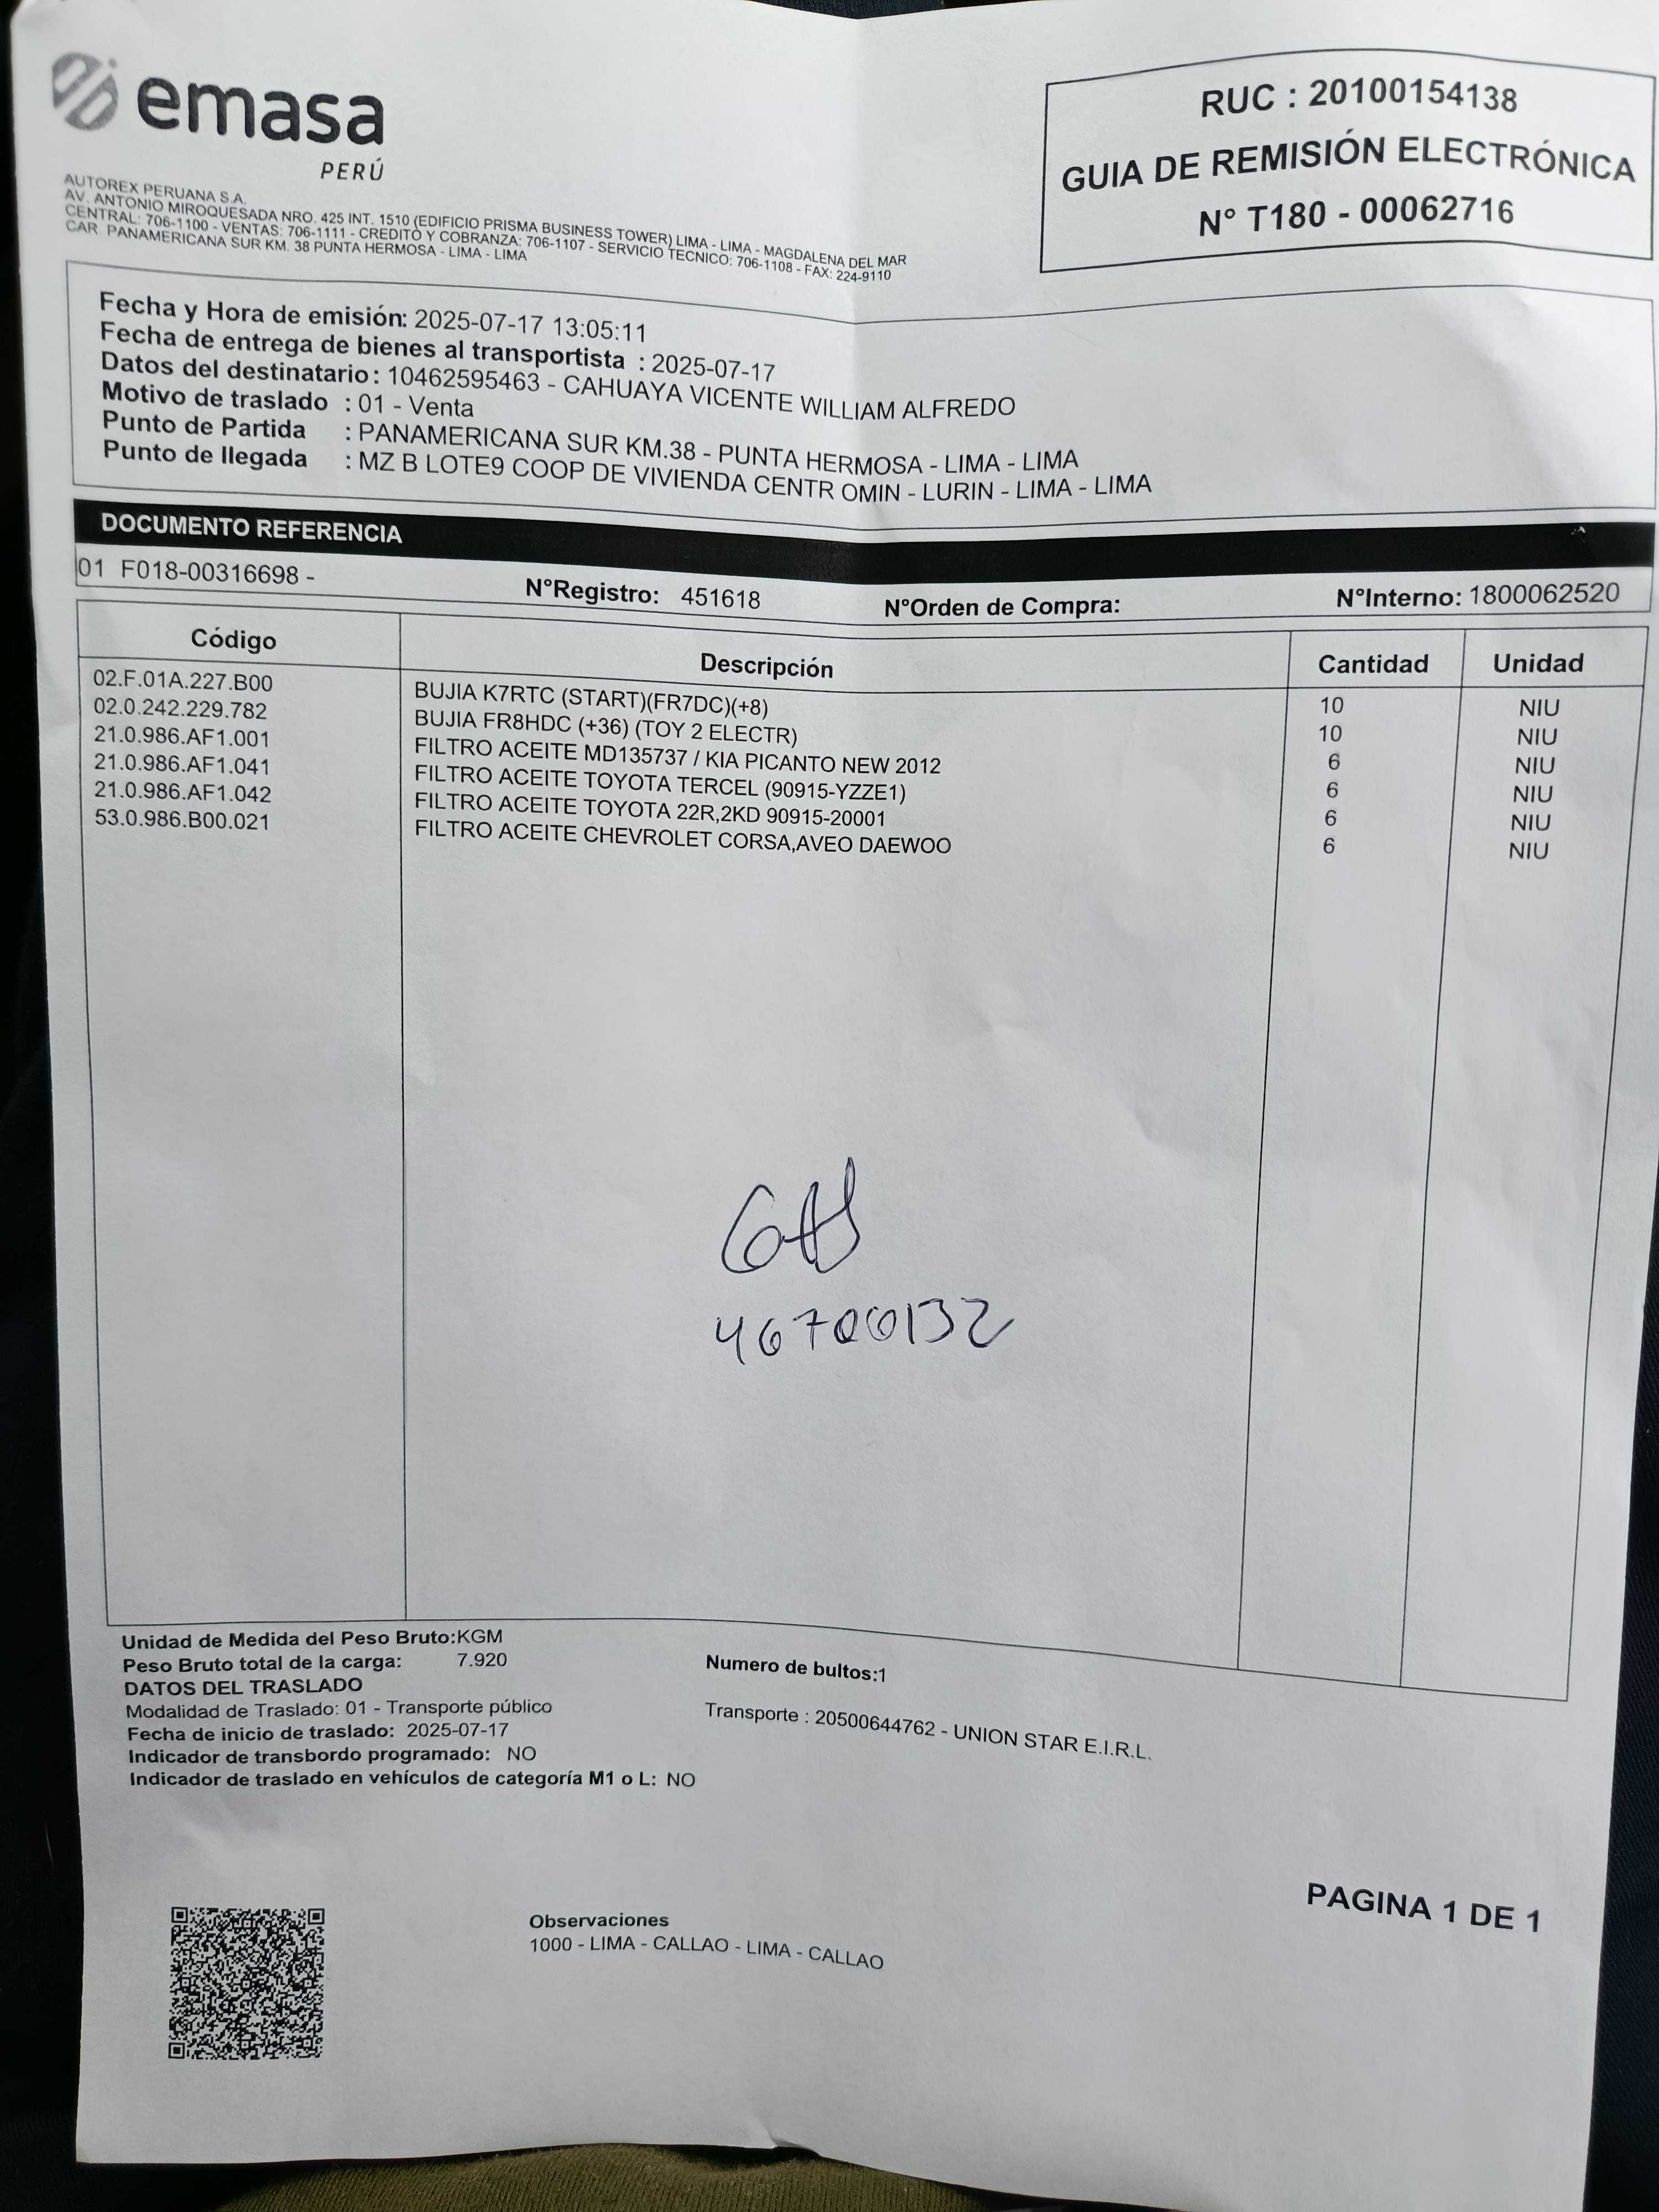 emasa
PERÚ
AUTOREX PERUANA S.A.
AV. ANTONIO MIROQUESADA NRO. 425 INT. 1510 (EDIFICIO PRISMA BUSINESS TOWER) LIMA - LIMA - MAGDALENA DEL MAR
CENTRAL: 706-1100 - VENTAS: 706-1111 - CREDITO Y COBRANZA: 706-1107 - SERVICIO TECNICO: 706-1108 - FAX: 224-9110
CAR. PANAMERICANA SUR KM. 38 PUNTA HERMOSA - LIMA - LIMA
RUC : 20100154138
GUIA DE REMISIÓN ELECTRÓNICA
N° T180 - 00062716
Fecha y Hora de emisión: 2025-07-17 13:05:11
Fecha de entrega de bienes al transportista : 2025-07-17
Datos del destinatario: 10462595463 - CAHUAYA VICENTE WILLIAM ALFREDO
Motivo de traslado : 01 - Venta
Punto de Partida : PANAMERICANA SUR KM.38 - PUNTA HERMOSA - LIMA - LIMA
Punto de llegada : MZ B LOTE9 COOP DE VIVIENDA CENTR OMIN - LURIN - LIMA - LIMA
DOCUMENTO REFERENCIA
01 F018-00316698 - N°Registro: 451618 N°Orden de Compra: N°Interno: 1800062520
Código Descripción Cantidad Unidad
02.F.01A.227.B00 BUJIA K7RTC (START)(FR7DC)(+8) 10 NIU
02.0.242.229.782 BUJIA FR8HDC (+36) (TOY 2 ELECTR) 10 NIU
21.0.986.AF1.001 FILTRO ACEITE MD135737 / KIA PICANTO NEW 2012 6 NIU
21.0.986.AF1.041 FILTRO ACEITE TOYOTA TERCEL (90915-YZZE1) 6 NIU
21.0.986.AF1.042 FILTRO ACEITE TOYOTA 22R,2KD 90915-20001 6 NIU
53.0.986.B00.021 FILTRO ACEITE CHEVROLET CORSA,AVEO DAEWOO 6 NIU
46700132
Unidad de Medida del Peso Bruto:KGM
Peso Bruto total de la carga: 7.920 Numero de bultos:1
DATOS DEL TRASLADO
Modalidad de Traslado: 01 - Transporte público Transporte : 20500644762 - UNION STAR E.I.R.L.
Fecha de inicio de traslado: 2025-07-17
Indicador de transbordo programado: NO
Indicador de traslado en vehículos de categoría M1 o L: NO
PAGINA 1 DE 1
Observaciones
1000 - LIMA - CALLAO - LIMA - CALLAO